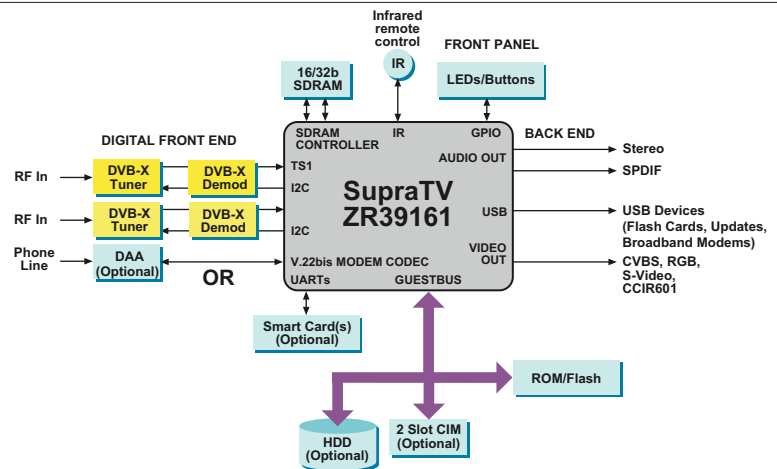 Infrared
remote
control
IR
FRONT PANEL
16/32b
SDRAM
LEDs/Buttons
DIGITAL FRONT END
SDRAM
CONTROLLER
IR
GPIO
BACK END
AUDIO OUT
Stereo
SPDIF
RF In
DVB-X
Tuner
DVB-X
Demod
TS1
I2C
SupraTV
ZR39161
RF In
DVB-X
Tuner
DVB-X
Demod
I2C
USB
USB Devices
(Flash Cards, Updates,
Broadband Modems)
Phone
Line
DAA
(Optional)
OR
V.22bis MODEM CODEC
VIDEO
OUT
CVBS, RGB,
S-Video,
CCIR601
UARTs
GUESTBUS
Smart Card(s)
(Optional)
ROM/Flash
HDD
(Optional)
2 Slot CIM
(Optional)